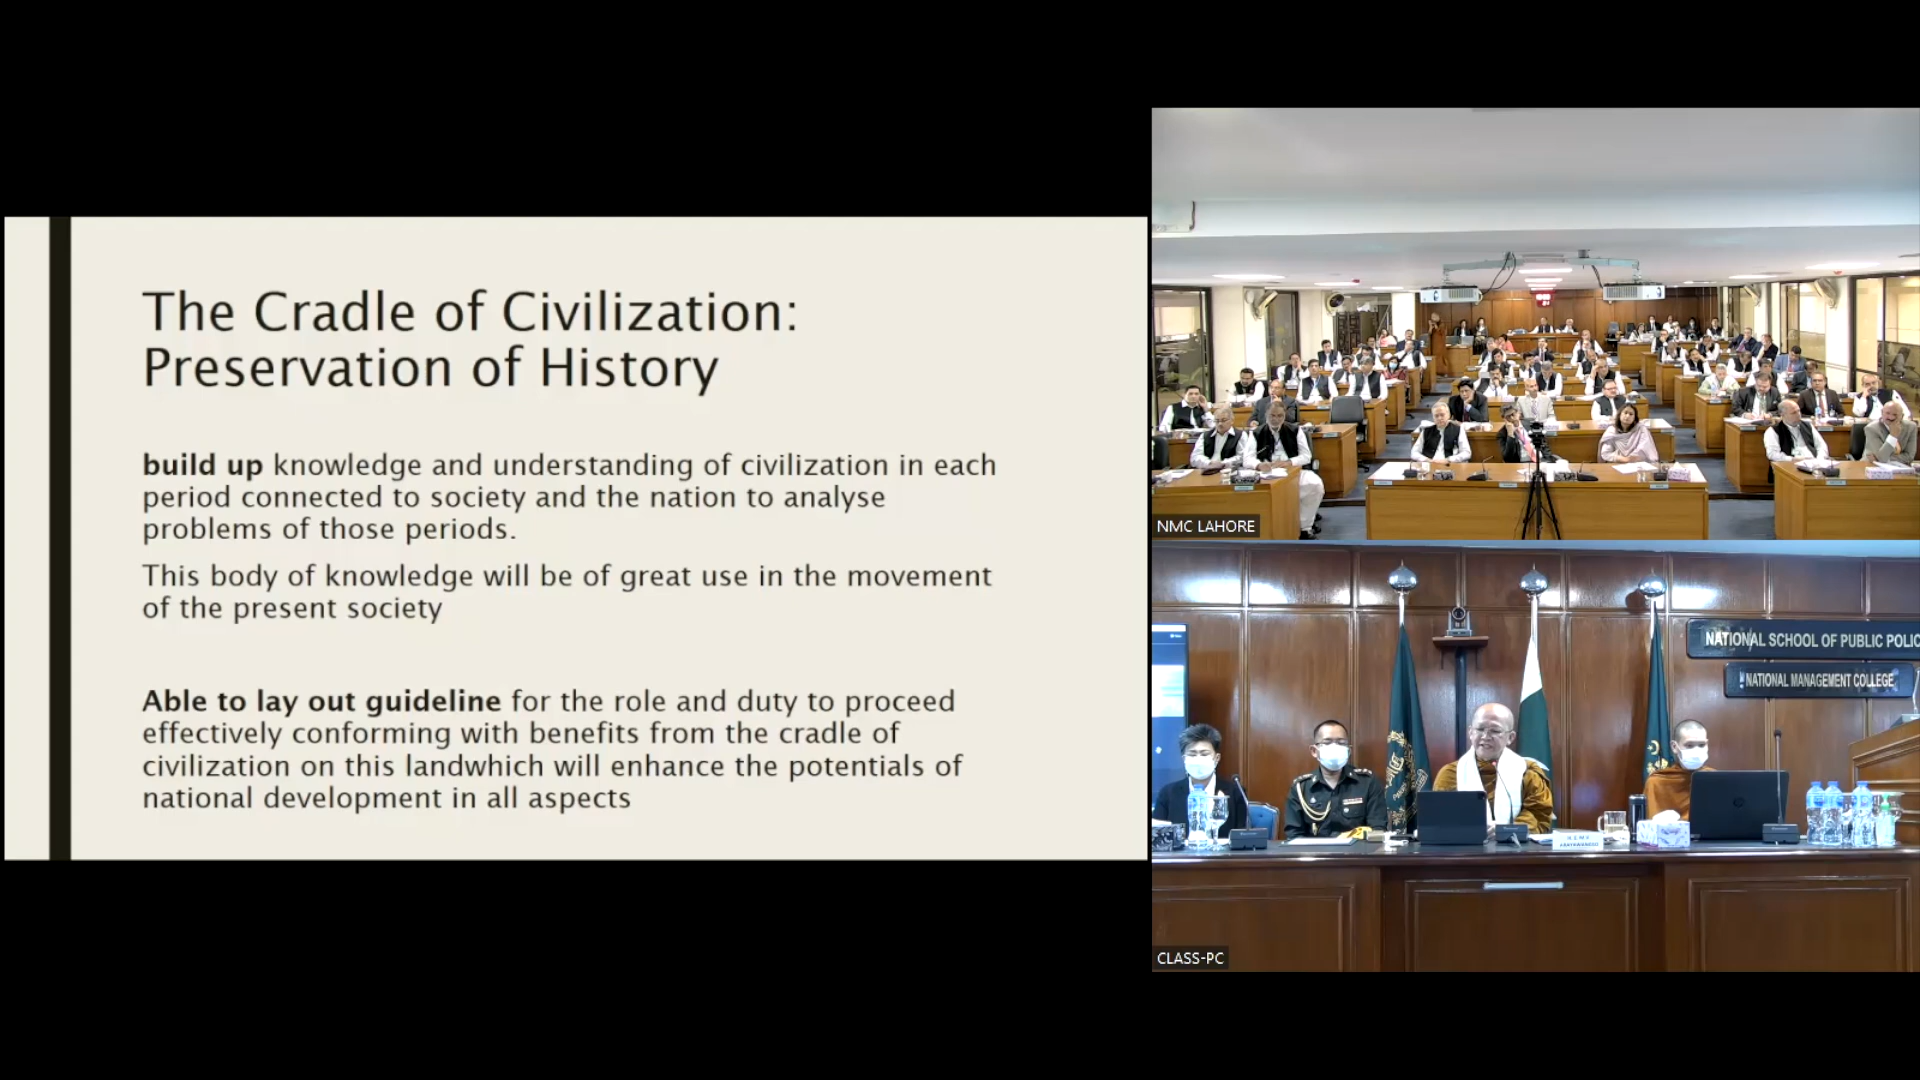 The Cradle of Civilization:
Preservation of History
build up knowledge and understanding of civilization in each
period connected to society and the nation to analyse
problems of those periods.
This body of knowledge will be of great use in the movement
of the present society
Able to lay out guideline for the role and duty to proceed
effectively conforming with benefits from the cradle of
civilization on this landwhich will enhance the potentials of
national development in all aspects
NMC LAHORE
NATIONAL SCHOOL OF PUBLIC POLIC
NATIONAL MANAGEMENT COLLEGE
CLASS-PC